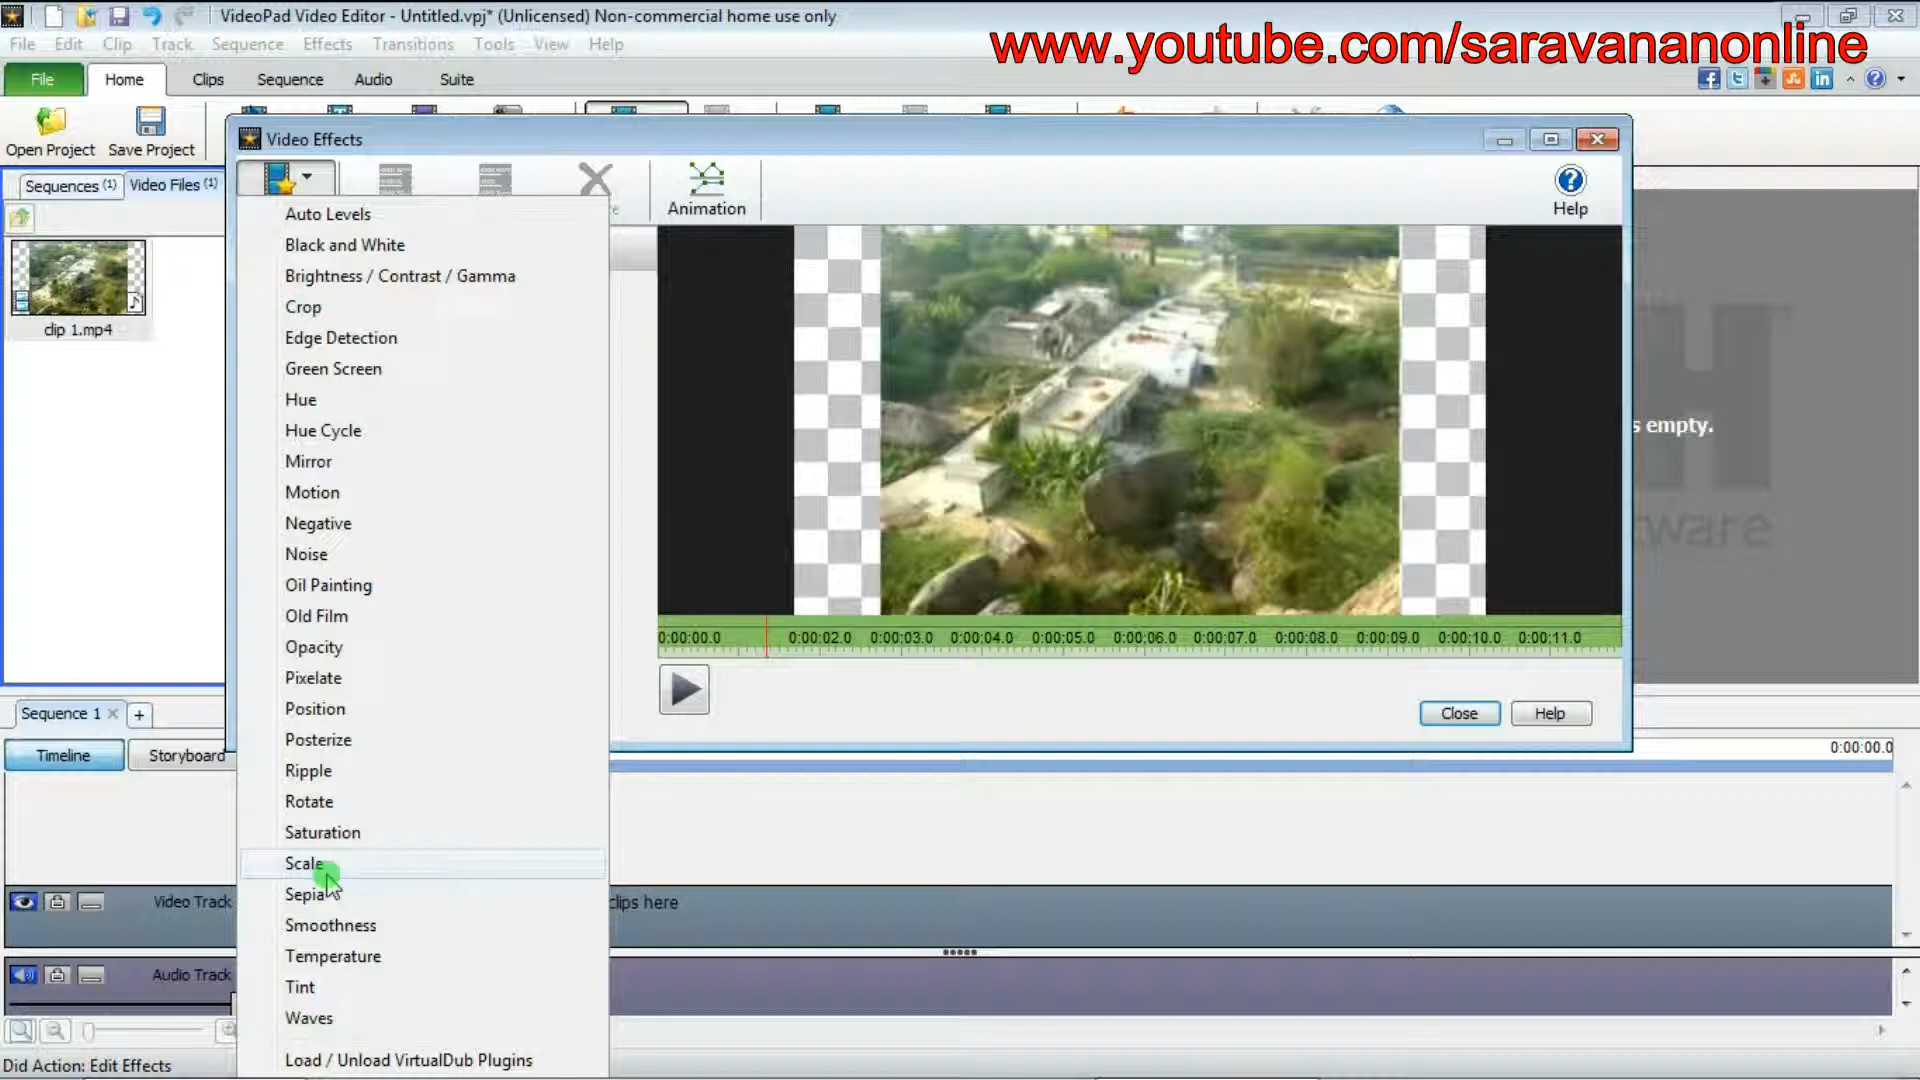 VideoPad Video Editor - Untitled.vpj* (Unlicensed) Non-commercial home use only
www.youtube.com/saravananonline
File Edit Clip Track Sequence Effects Transitions Tools View Help
File Home Clips Sequence Audio Suite
Open Project Save Project
Video Effects
Sequences (1) Video Files (1)
Animation
Help
clip 1.mp4
Auto Levels
Black and White
Brightness / Contrast / Gamma
Crop
Edge Detection
Green Screen
Hue
Hue Cycle
Mirror
Motion
Negative
Noise
Oil Painting
Old Film
Opacity
Pixelate
Position
Posterize
Ripple
Rotate
Saturation
Scale
Sepia
Smoothness
Temperature
Tint
Waves
Load / Unload VirtualDub Plugins
s empty.
0:00:00.0 0:00:02.0 0:00:03.0 0:00:04.0 0:00:05.0 0:00:06.0 0:00:07.0 0:00:08.0 0:00:09.0 0:00:10.0 0:00:11.0
Close Help
Sequence 1
Timeline Storyboard
0:00:00.0
Video Track
clips here
Audio Track
Did Action: Edit Effects